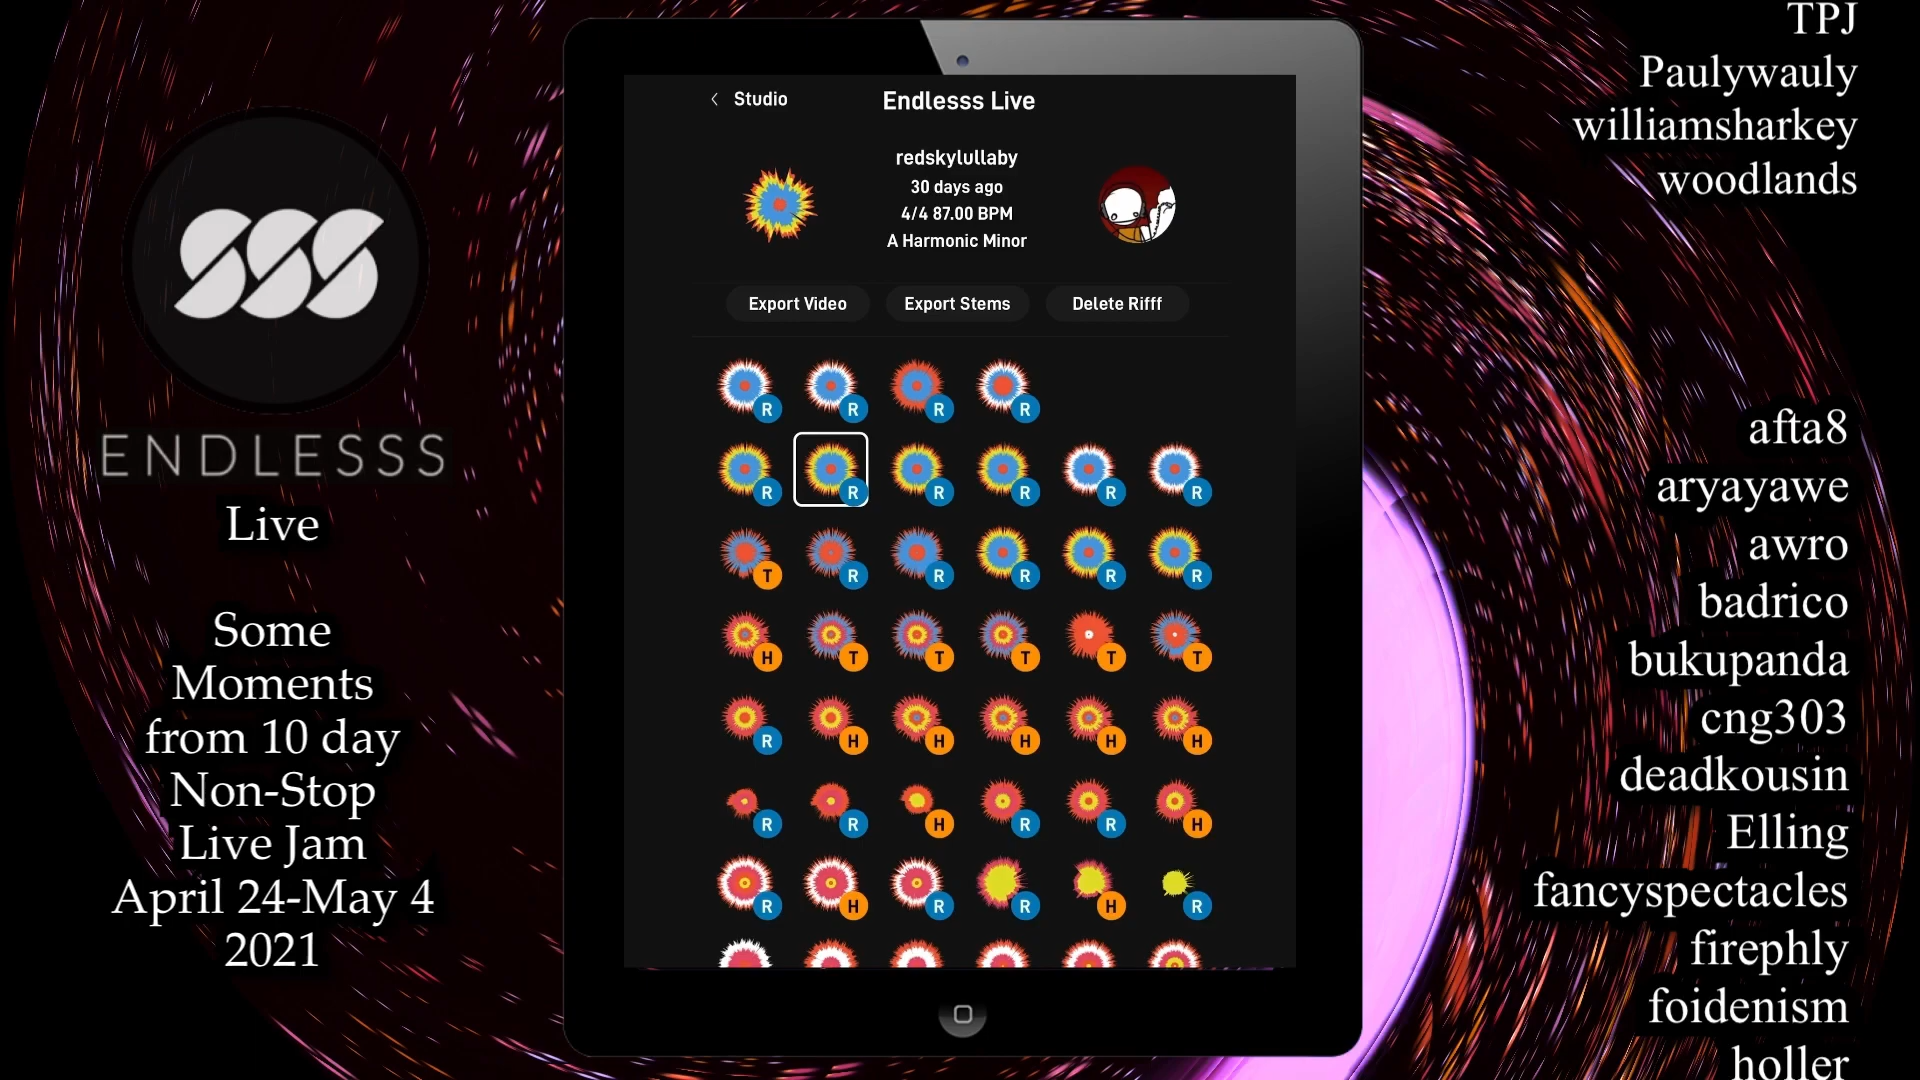 ENDLESSS
Live
Some
Moments
from 10 day
Non-Stop
Live Jam
April 24-May 4
2021
Studio
Endlesss Live
redskylullaby
30 days ago
4/4 87.00 BPM
A Harmonic Minor
Export Video Export Stems Delete Rifff
R R R R
R R R R R R
T R R R R R
H T T T T T
R H H H H H
R R H R R H
R H R R H R
TPJ
Paulywauly
williamsharkey
woodlands
afta8
aryayawe
awro
badrico
bukupanda
cng303
deadkousin
Elling
fancyspectacles
firephly
foidenism
holler